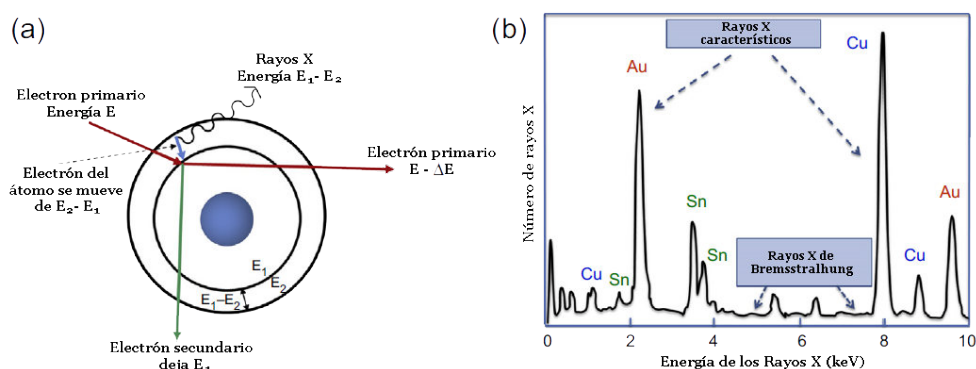 (a)
Rayos X
Energía E₁- E₂
Electron primario
Energía E
Electrón primario
E - ΔE
Electrón del
átomo se mueve
de E₂- E₁
E₁
E₂
E₁–E₂
Electrón secundario
deja E₁
(b)
Rayos X
característicos
Cu
Au
Número de rayos X
Sn
Sn
Cu
Sn
Rayos X de
Bremsstralhung
Cu
Au
0
2
4
6
8
10
Energía de los Rayos X (keV)